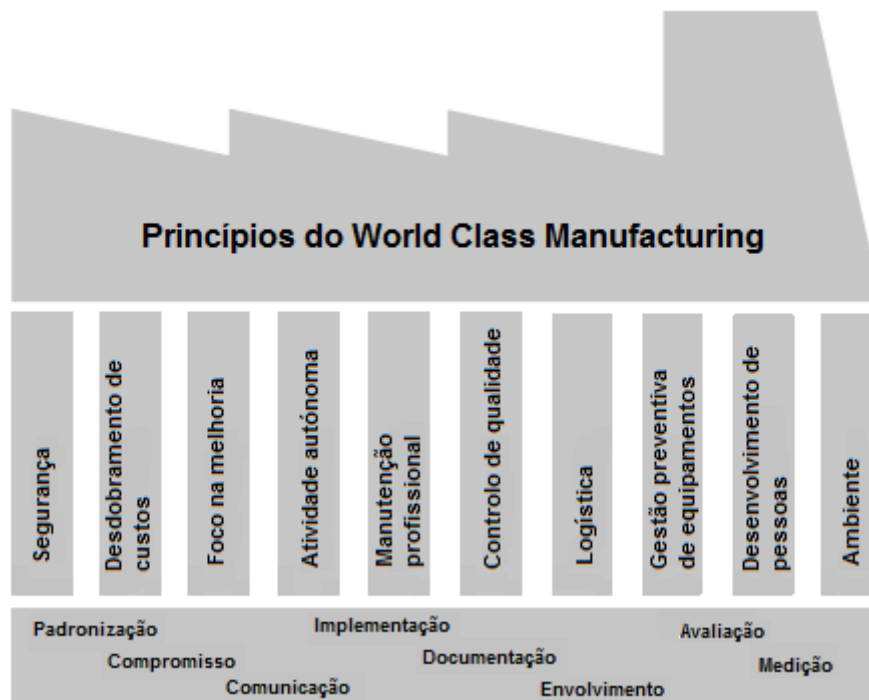 Princípios do World Class Manufacturing
Segurança
Desdobramento de
custos
Foco na melhoria
Atividade autónoma
Manutenção
profissional
Controlo de qualidade
Logística
Gestão preventiva
de equipamentos
Desenvolvimento de
pessoas
Ambiente
Padronização
Compromisso
Comunicação
Implementação
Documentação
Envolvimento
Avaliação
Medição